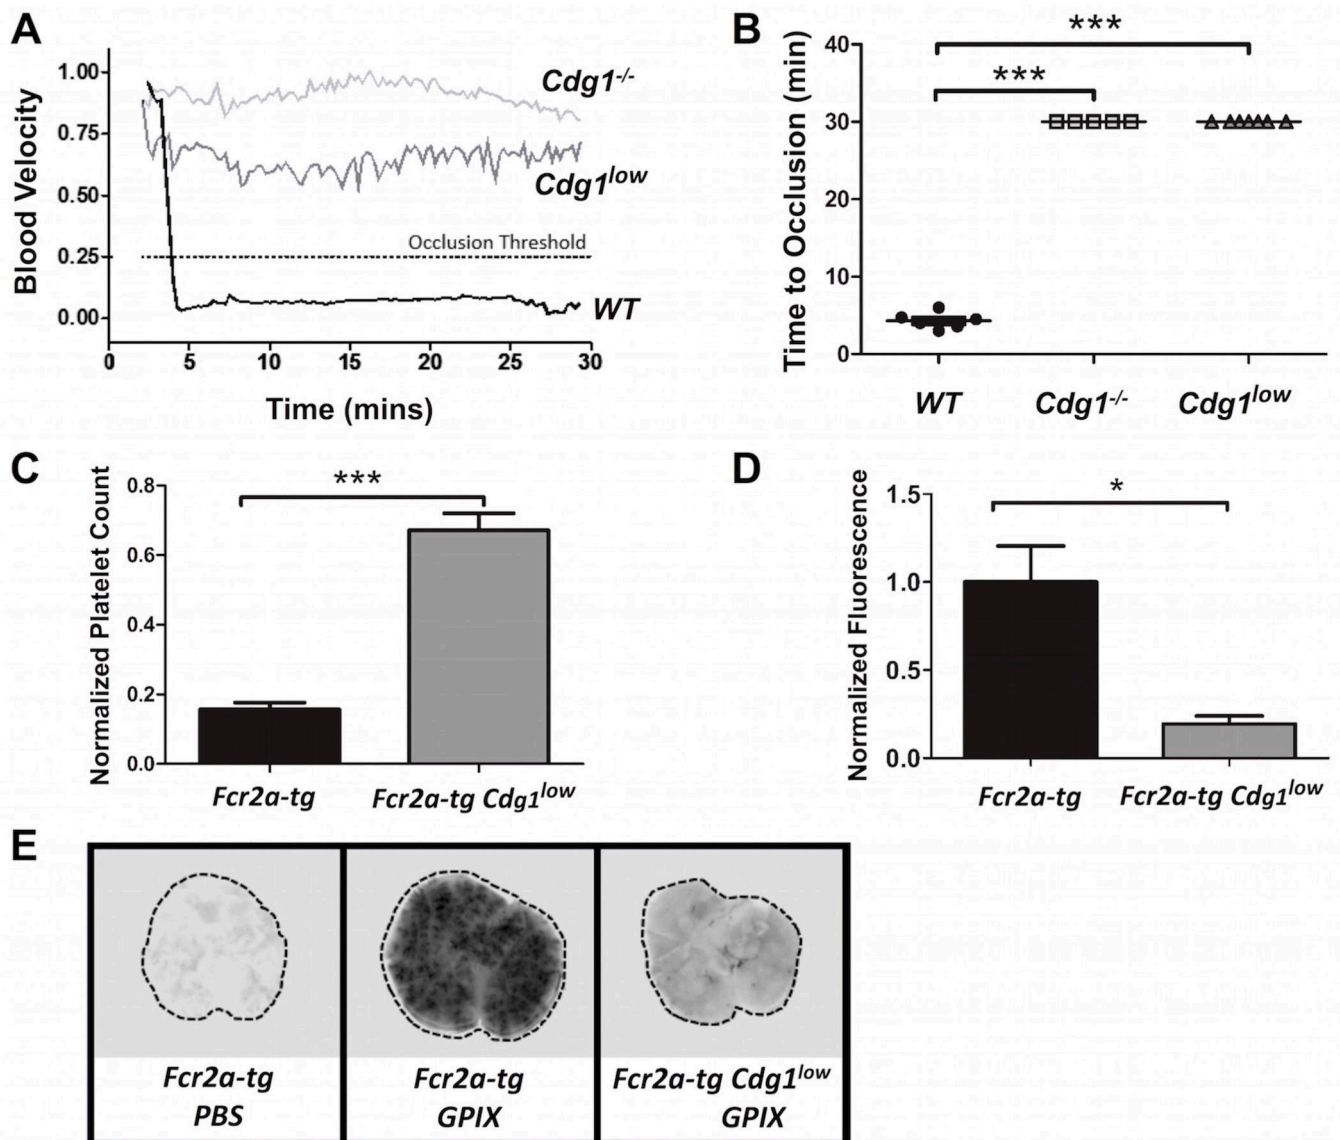 A
Blood Velocity
1.00
0.75
0.50
0.25
0.00
Cdg1-/-
Cdg1low
Occlusion Threshold
WT
0 5 10 15 20 25 30
Time (mins)
B
Time to Occlusion (min)
40
30
20
10
0
***
***
WT Cdg1-/- Cdg1low
C
Normalized Platelet Count
0.8
0.6
0.4
0.2
0.0
***
Fcr2a-tg Fcr2a-tg Cdg1low
D
Normalized Fluorescence
1.5
1.0
0.5
0.0
*
Fcr2a-tg Fcr2a-tg Cdg1low
E
Fcr2a-tg
PBS
Fcr2a-tg
GPIX
Fcr2a-tg Cdg1low
GPIX